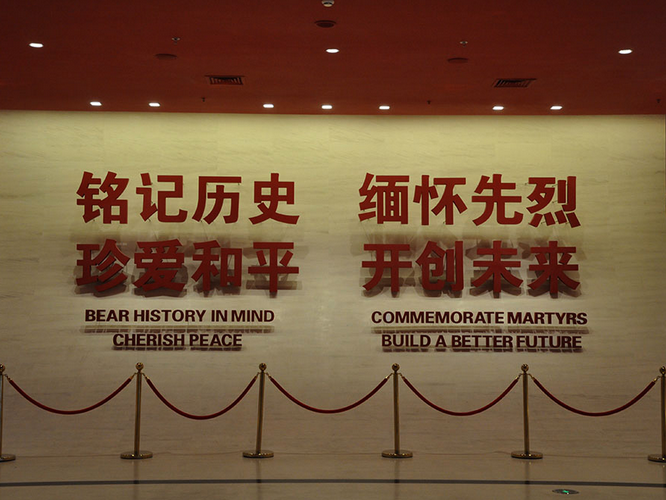 铭记历史 缅怀先烈
珍爱和平 开创未来
BEAR HISTORY IN MIND
CHERISH PEACE
COMMEMORATE MARTYRS
BUILD A BETTER FUTURE